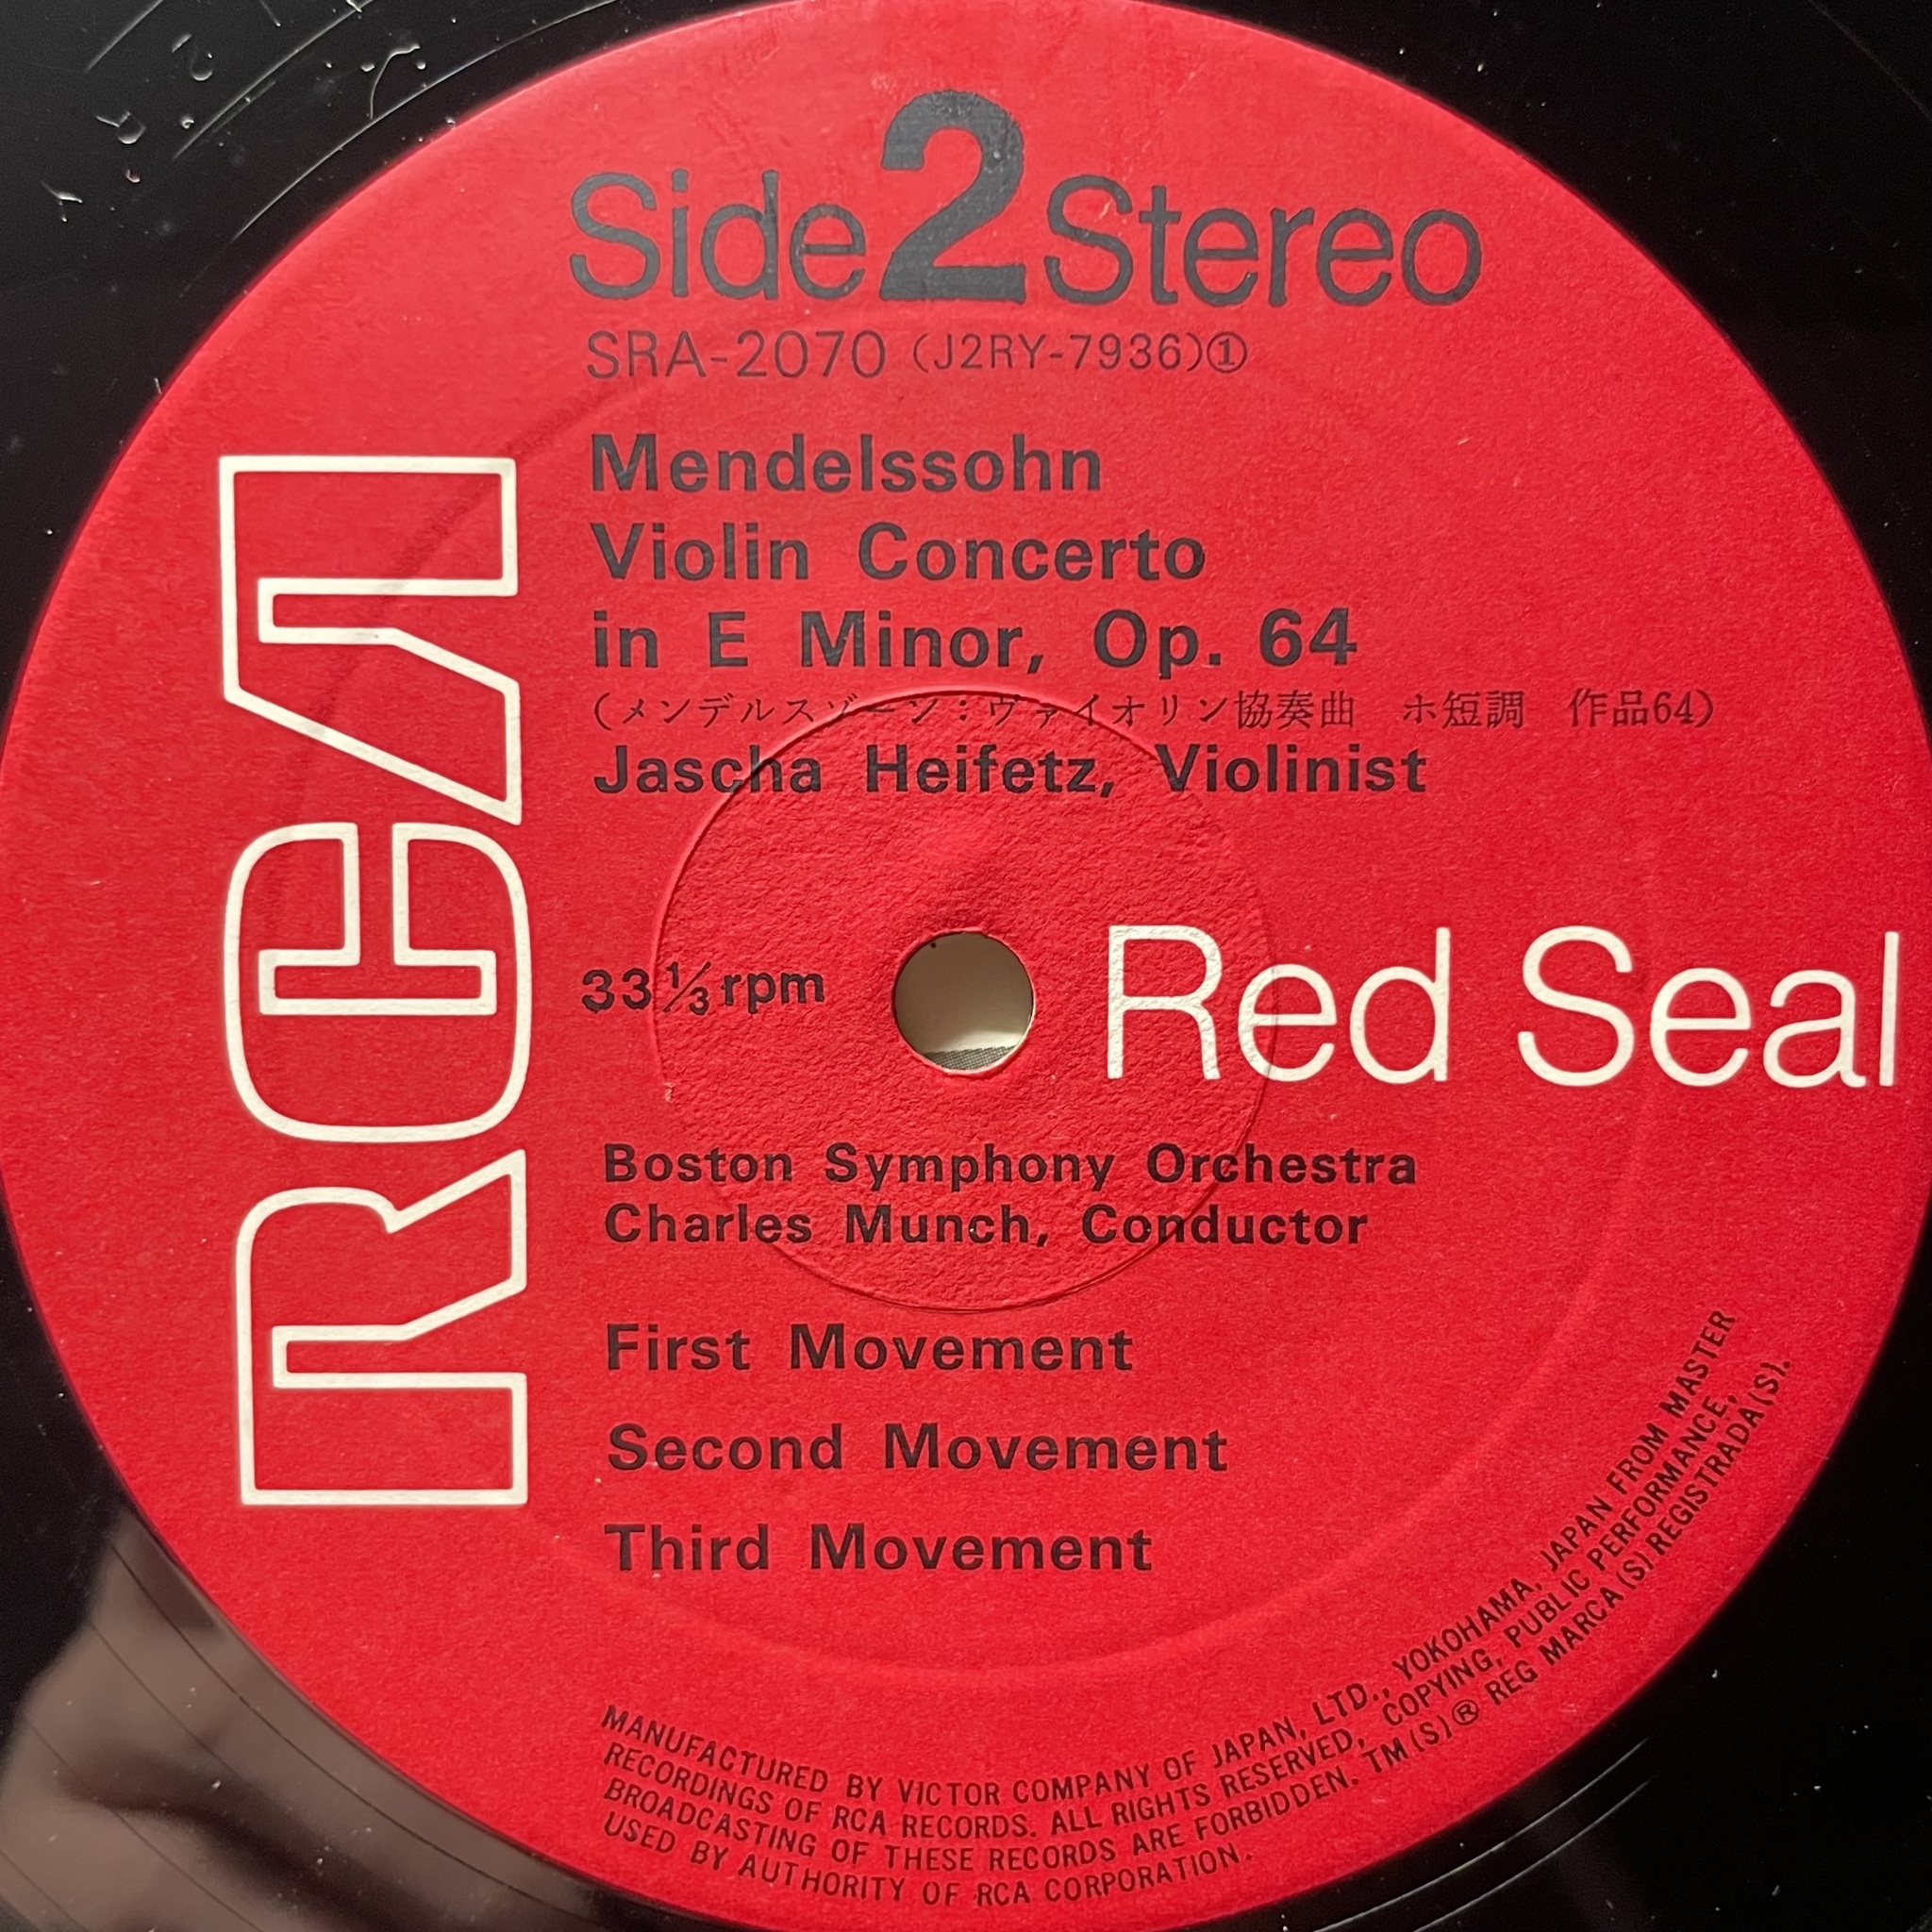 Side 2 Stereo
SRA-2070 (J2RY-7936)①
Mendelssohn
Violin Concerto
in E Minor, Op. 64
(メンデルスゾーン:ヴァイオリン協奏曲 ホ短調 作品64)
Jascha Heifetz, Violinist
RCA
33⅓ rpm
Red Seal
Boston Symphony Orchestra
Charles Munch, Conductor
First Movement
Second Movement
Third Movement
MANUFACTURED BY VICTOR COMPANY OF JAPAN, LTD., YOKOHAMA, JAPAN FROM MASTER
RECORDINGS OF RCA RECORDS. ALL RIGHTS RESERVED, COPYING, PUBLIC PERFORMANCE,
BROADCASTING OF THESE RECORDS ARE FORBIDDEN. TM(S)® REG MARCA(S) REGISTRADA(S).
USED BY AUTHORITY OF RCA CORPORATION.